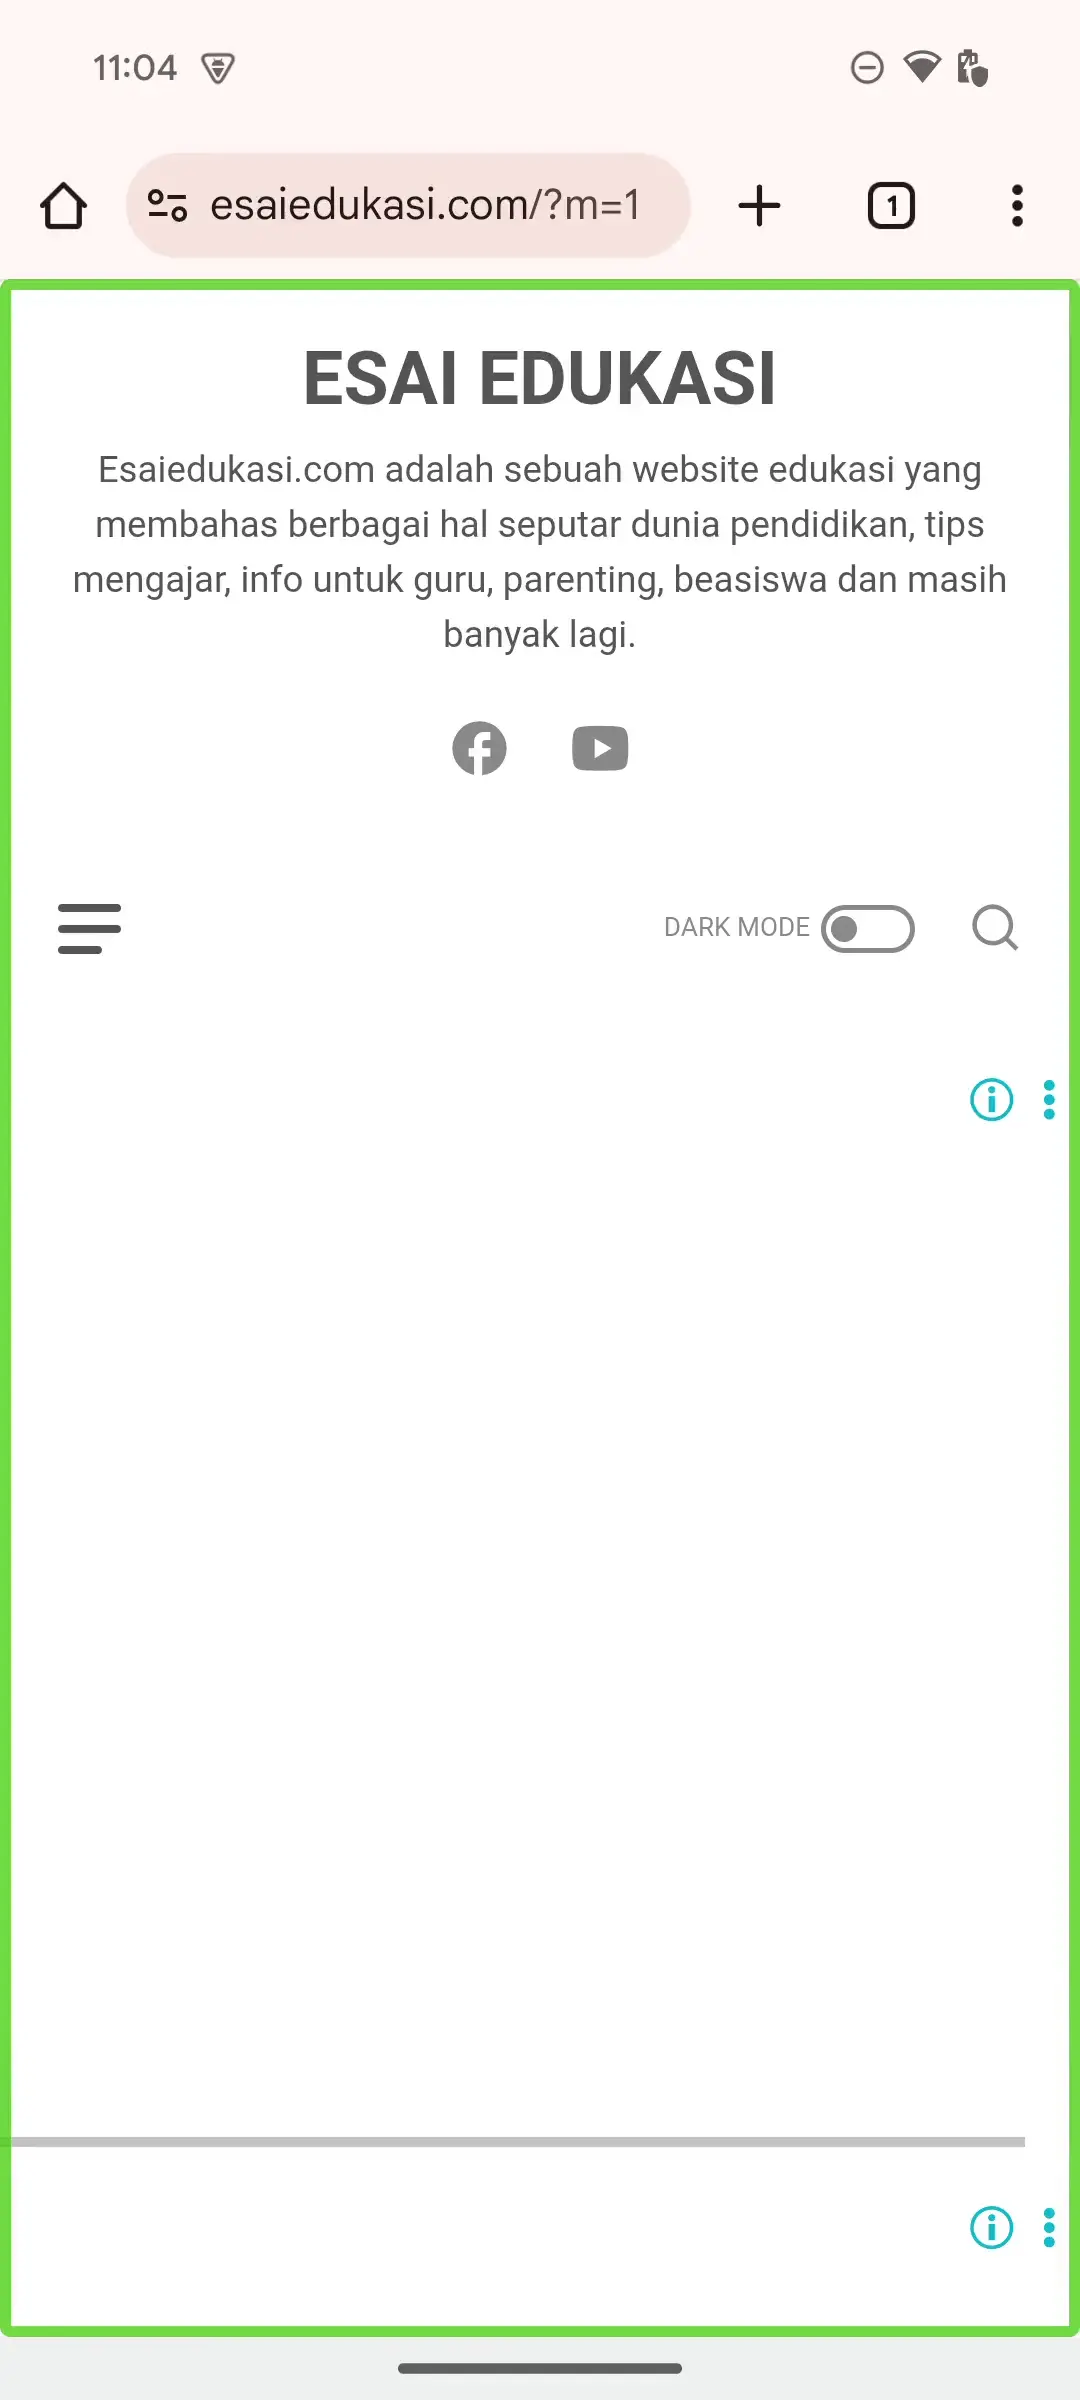 11:04
esaiedukasi.com/?m=1
1
ESAI EDUKASI
Esaiedukasi.com adalah sebuah website edukasi yang
membahas berbagai hal seputar dunia pendidikan, tips
mengajar, info untuk guru, parenting, beasiswa dan masih
banyak lagi.
DARK MODE